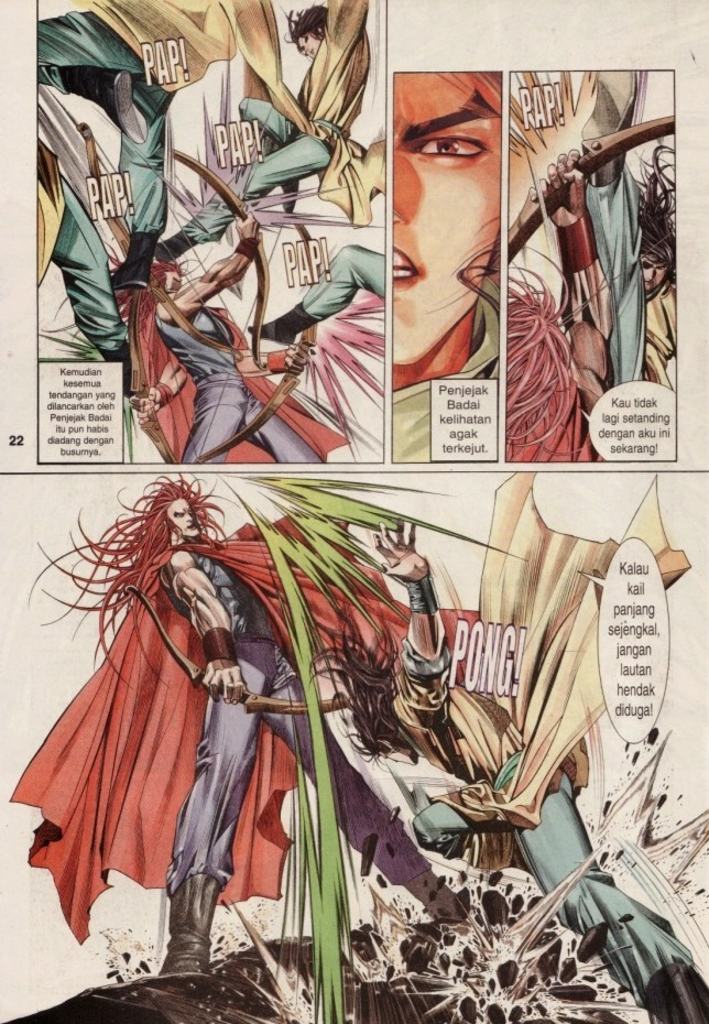 PAP!
PAP!
PAP!
PAP!
Kemudian
kesemua
tendangan yang
dilancarkan oleh
Penjejak Badai
itu pun habis
diadang dengan
busurnya.
Penjejak
Badai
kelihatan
agak
terkejut.
PAP!
Kau tidak
lagi setanding
dengan aku ini
sekarang!
22
PONG!
Kalau
kail
panjang
sejengkal,
jangan
lautan
hendak
diduga!